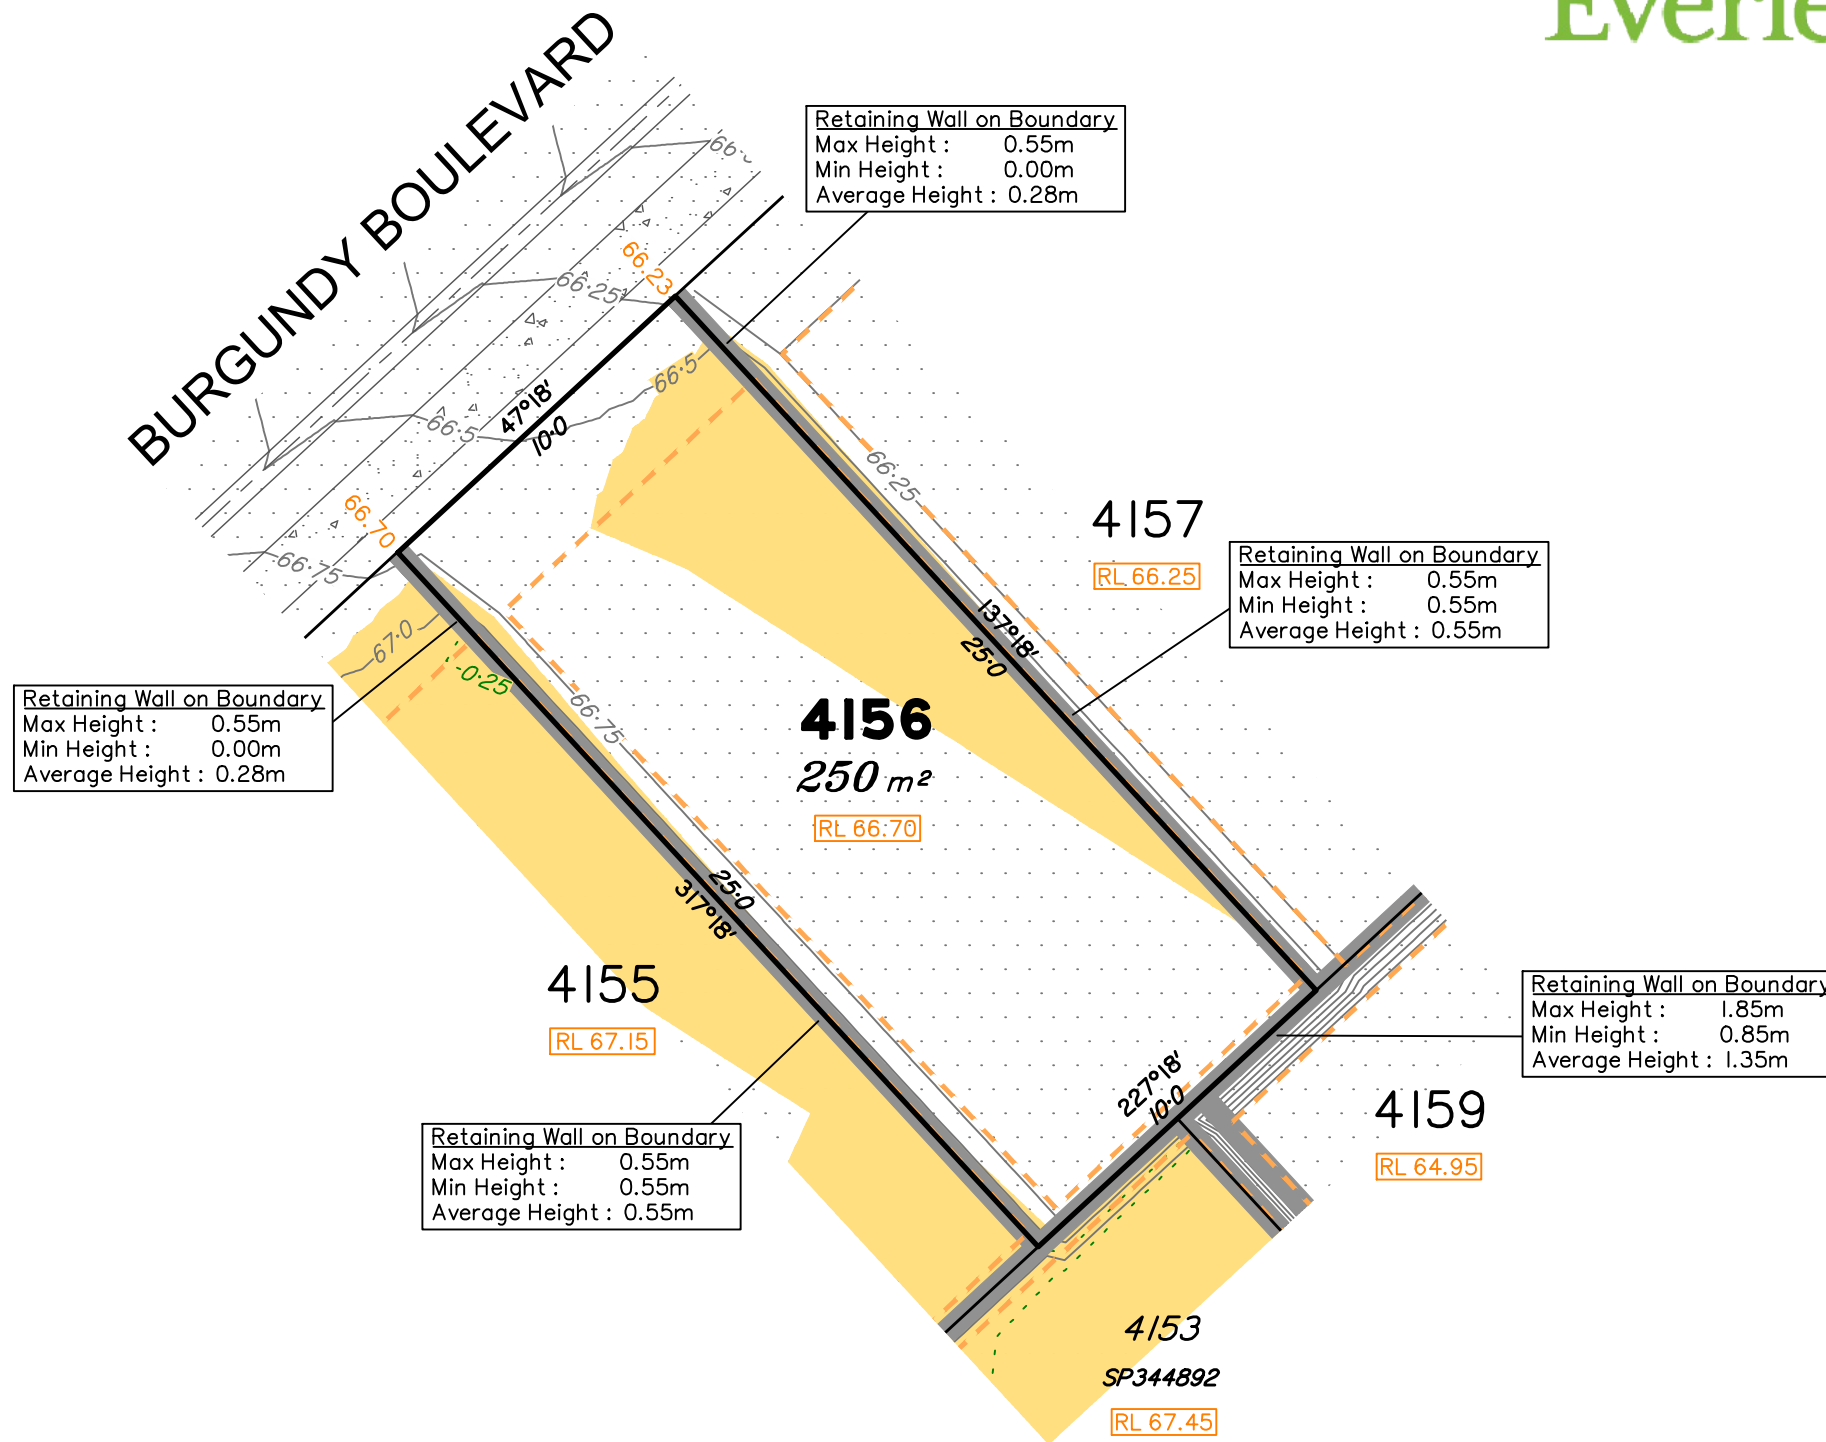 BURGUNDY BOULEVARD
Retaining Wall on Boundary
Max Height : 0.55m
Min Height : 0.00m
Average Height : 0.28m
66.23
66·25
66·5
47°18'
10·0
66·5
66.70
66·75
66·25
4157
RL 66.25
Retaining Wall on Boundary
Max Height : 0.55m
Min Height : 0.55m
Average Height : 0.55m
137°18'
25·0
67·0
-0·25
Retaining Wall on Boundary
Max Height : 0.55m
Min Height : 0.00m
Average Height : 0.28m
66·75
4156
250 m²
RL 66.70
25·0
317°18'
4155
RL 67.15
Retaining Wall on Boundary
Max Height : 1.85m
Min Height : 0.85m
Average Height : 1.35m
227°18'
10·0
4159
RL 64.95
Retaining Wall on Boundary
Max Height : 0.55m
Min Height : 0.55m
Average Height : 0.55m
4153
SP344892
RL 67.45